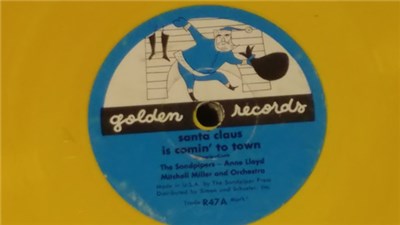 golden records
santa claus
is comin' to town
The Sandpipers - Anne Lloyd
Mitchell Miller and Orchestra
Made in U.S.A. by The Sandpiper Press
Distributed by Simon and Schuster, Inc.
R47A